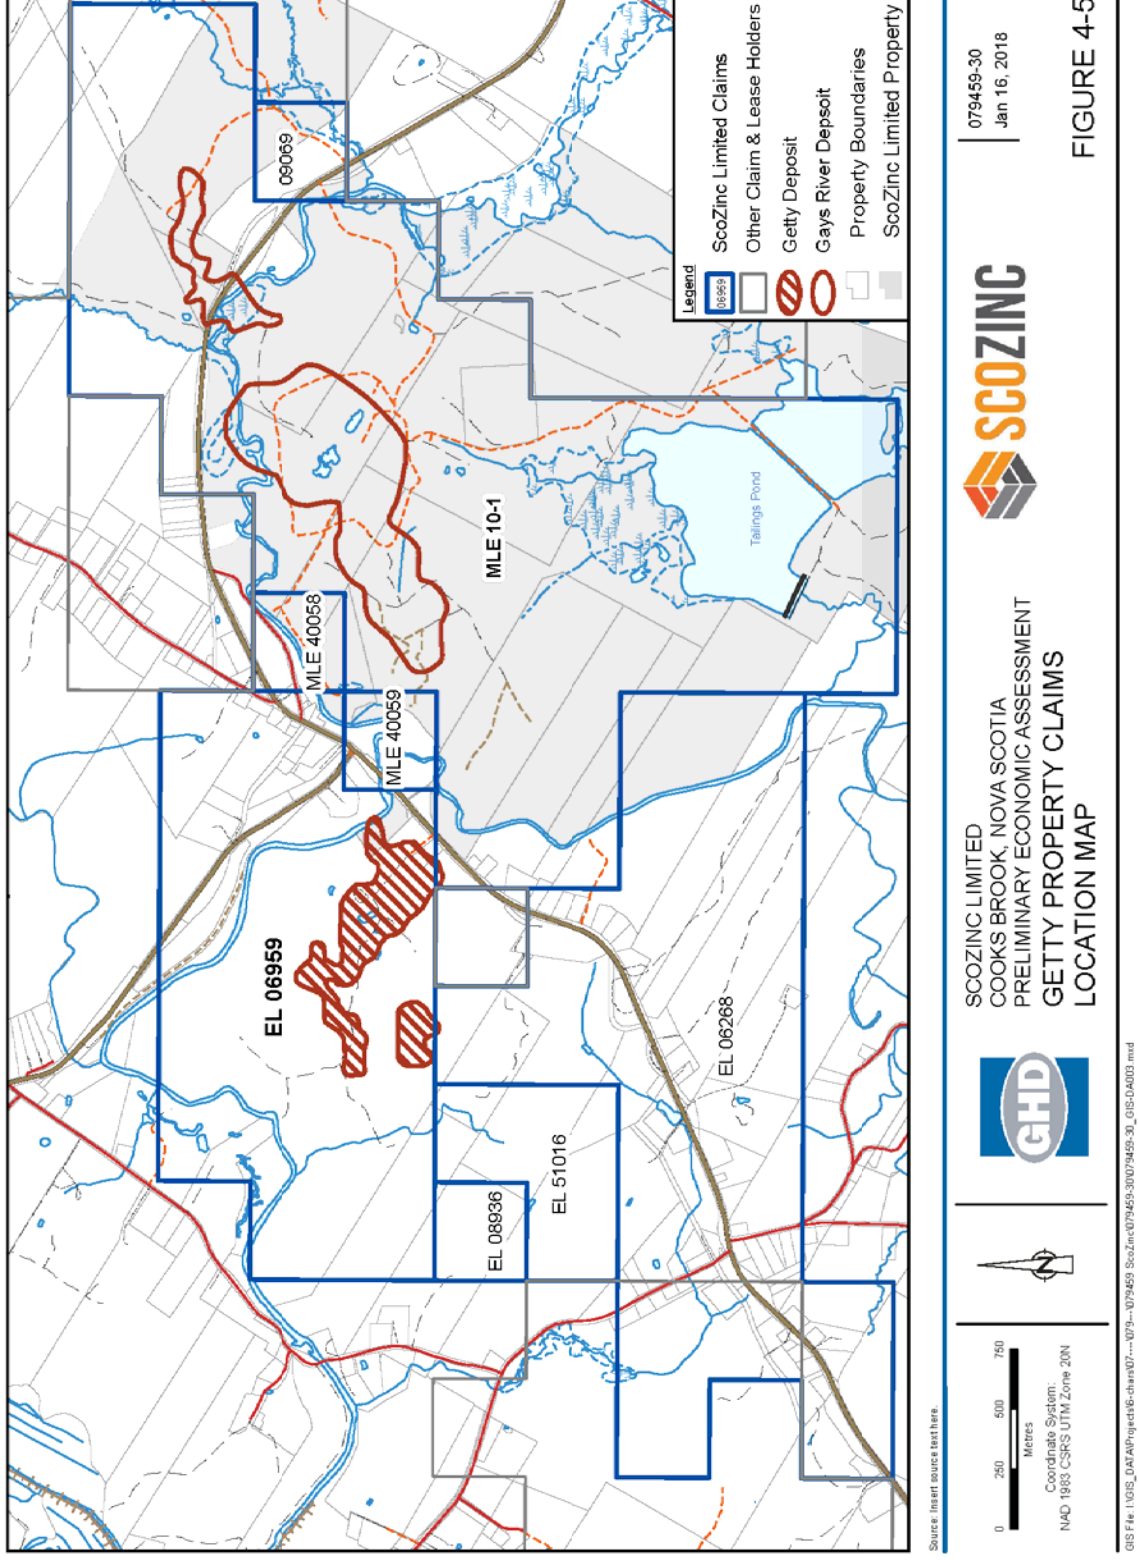 EL 06959
MLE 40059
MLE 40058
09069
MLE 10-1
Tailings Pond
EL 08936
EL 51016
EL 06268
Legend
06959
ScoZinc Limited Claims
Other Claim & Lease Holders
Getty Deposit
Gays River Depsoit
Property Boundaries
ScoZinc Limited Property
Source: Insert source text here.
0 250 500 750
Metres
Coordinate System:
NAD 1983 CSRS UTM Zone 20N
N
GHD
SCOZINC LIMITED
COOKS BROOK, NOVA SCOTIA
PRELIMINARY ECONOMIC ASSESSMENT
GETTY PROPERTY CLAIMS
LOCATION MAP
SCOZINC
079459-30
Jan 16, 2018
FIGURE 4-5